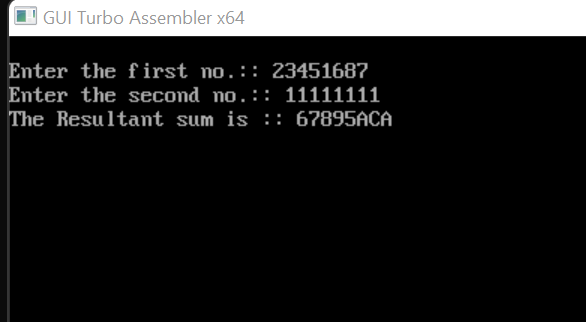 GUI Turbo Assembler x64
Enter the first no.:: 23451687
Enter the second no.:: 11111111
The Resultant sum is :: 67895ACA